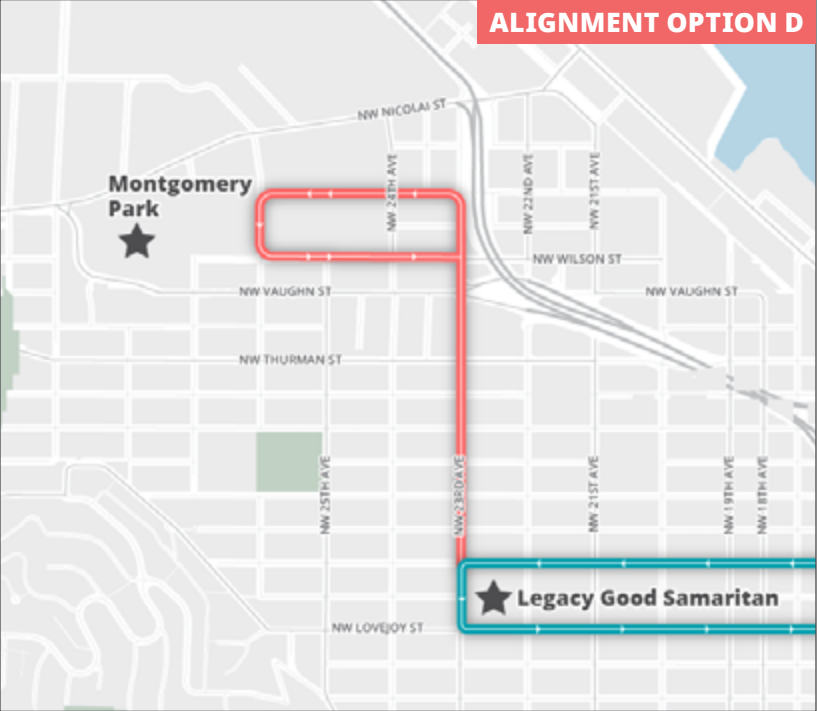 ALIGNMENT OPTION D
NW NICOLAI ST
Montgomery
Park
NW 24TH AVE
NW 22ND AVE
NW 21ST AVE
NW WILSON ST
NW VAUGHN ST
NW VAUGHN ST
NW THURMAN ST
NW 25TH AVE
NW 23RD AVE
NW 21ST AVE
NW 19TH AVE
NW 18TH AVE
Legacy Good Samaritan
NW LOVEJOY ST